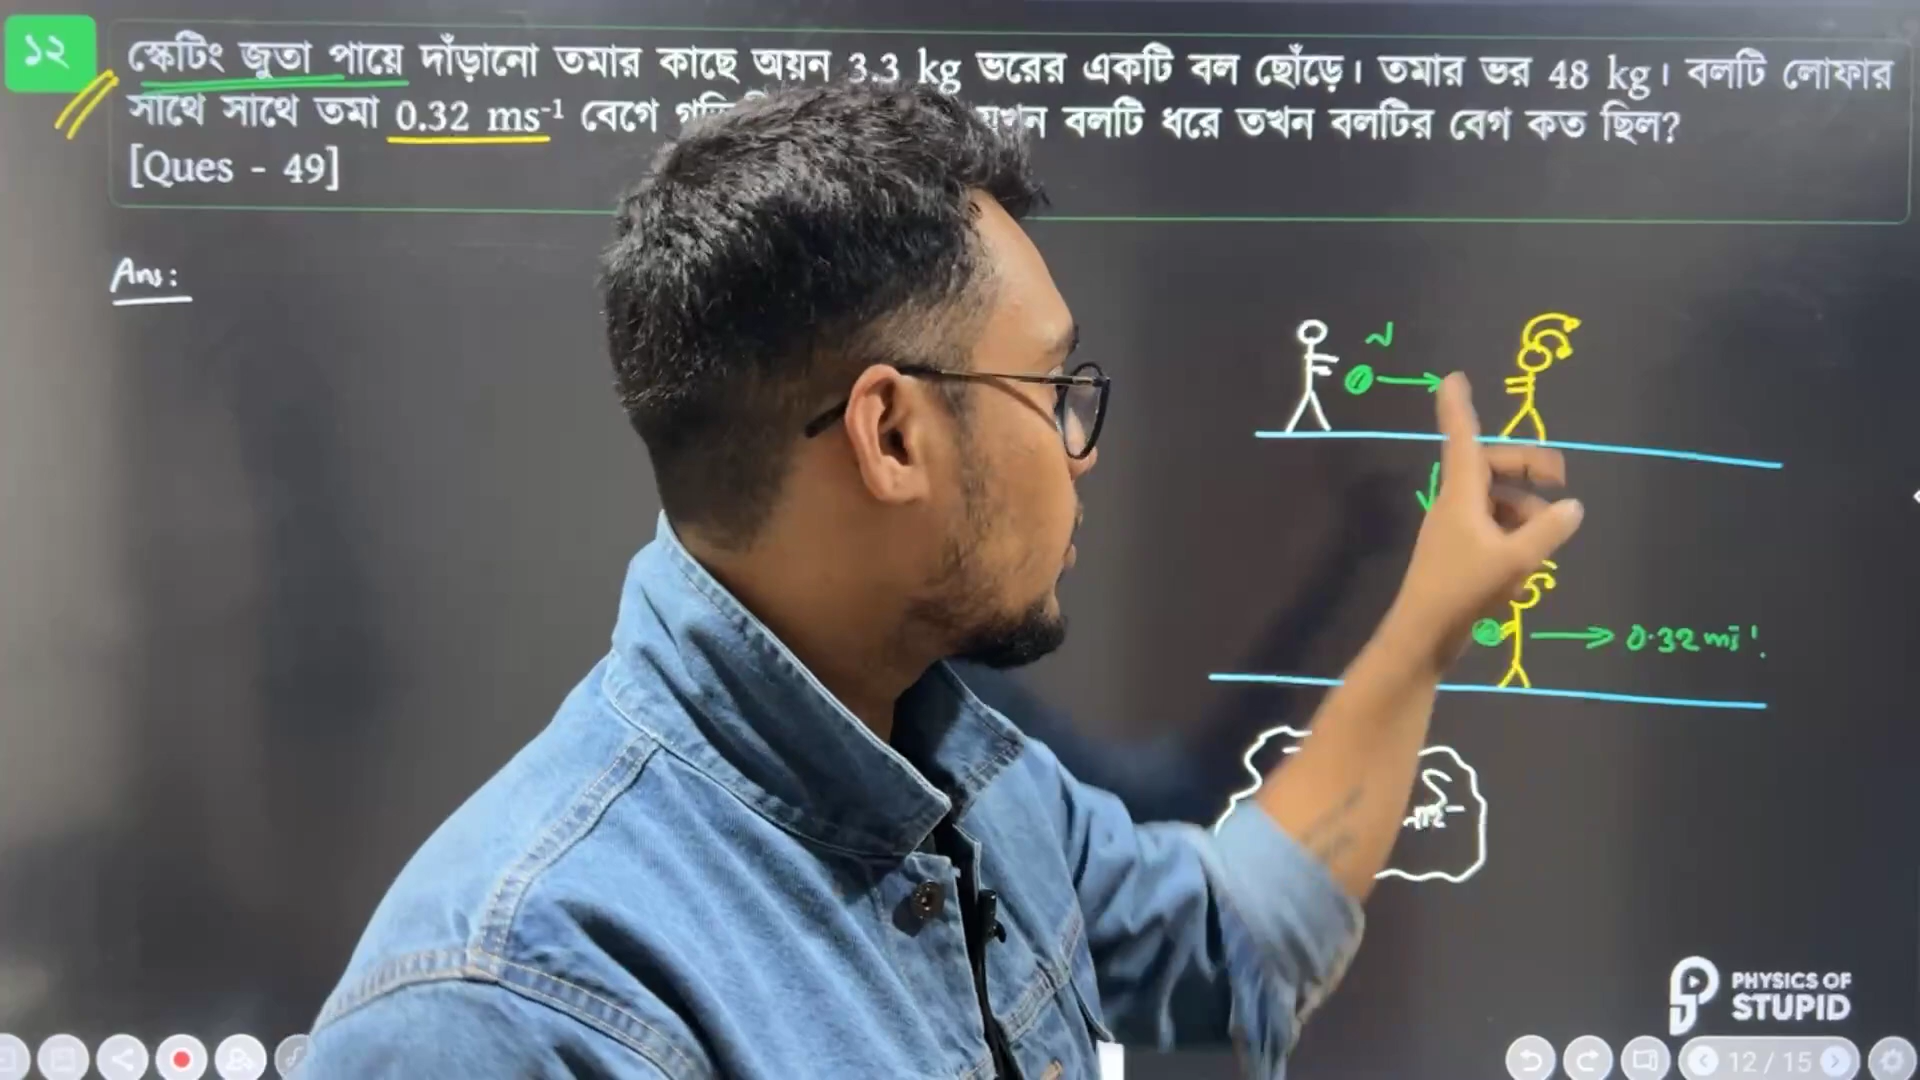 ১২
স্কেটিং জুতা পায়ে দাঁড়ানো তমার কাছে অয়ন 3.3 kg ভরের একটি বল ছোঁড়ে। তমার ভর 48 kg। বলটি লোফার
সাথে সাথে তমা 0.32 ms⁻¹ বেগে বলটি ধরে তখন বলটির বেগ কত ছিল?
[Ques - 49]
Ans:
0.32 ms⁻¹
PHYSICS OF
STUPID
12 / 15